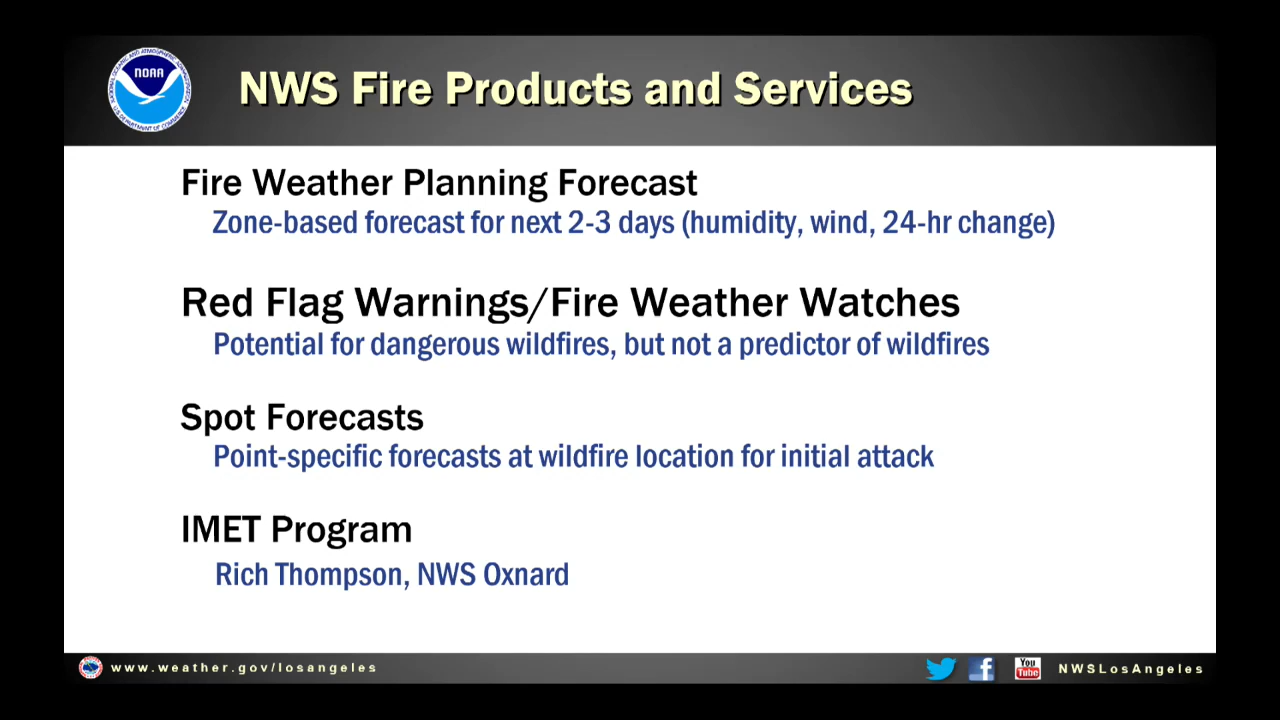 NOAA
NWS Fire Products and Services
Fire Weather Planning Forecast
Zone-based forecast for next 2-3 days (humidity, wind, 24-hr change)
Red Flag Warnings/Fire Weather Watches
Potential for dangerous wildfires, but not a predictor of wildfires
Spot Forecasts
Point-specific forecasts at wildfire location for initial attack
IMET Program
Rich Thompson, NWS Oxnard
www.weather.gov/losangeles
You
Tube
NWSLosAngeles